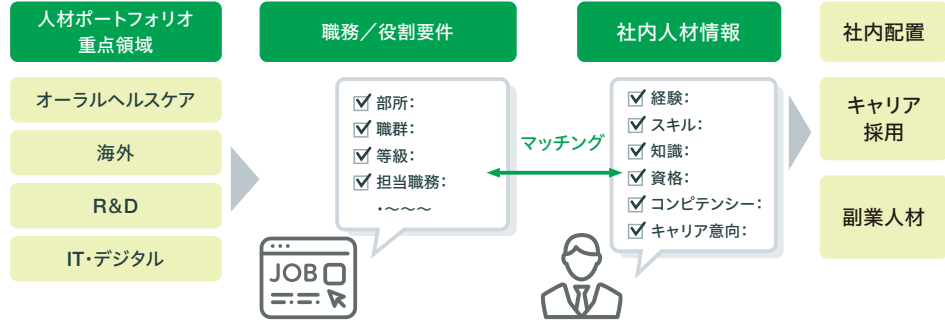 人材ポートフォリオ
重点領域
オーラルヘルスケア
海外
R&D
IT・デジタル
職務／役割要件
部所：
職群：
等級：
担当職務：
・～～～
JOB
マッチング
社内人材情報
経験：
スキル：
知識：
資格：
コンピテンシー：
キャリア意向：
社内配置
キャリア
採用
副業人材